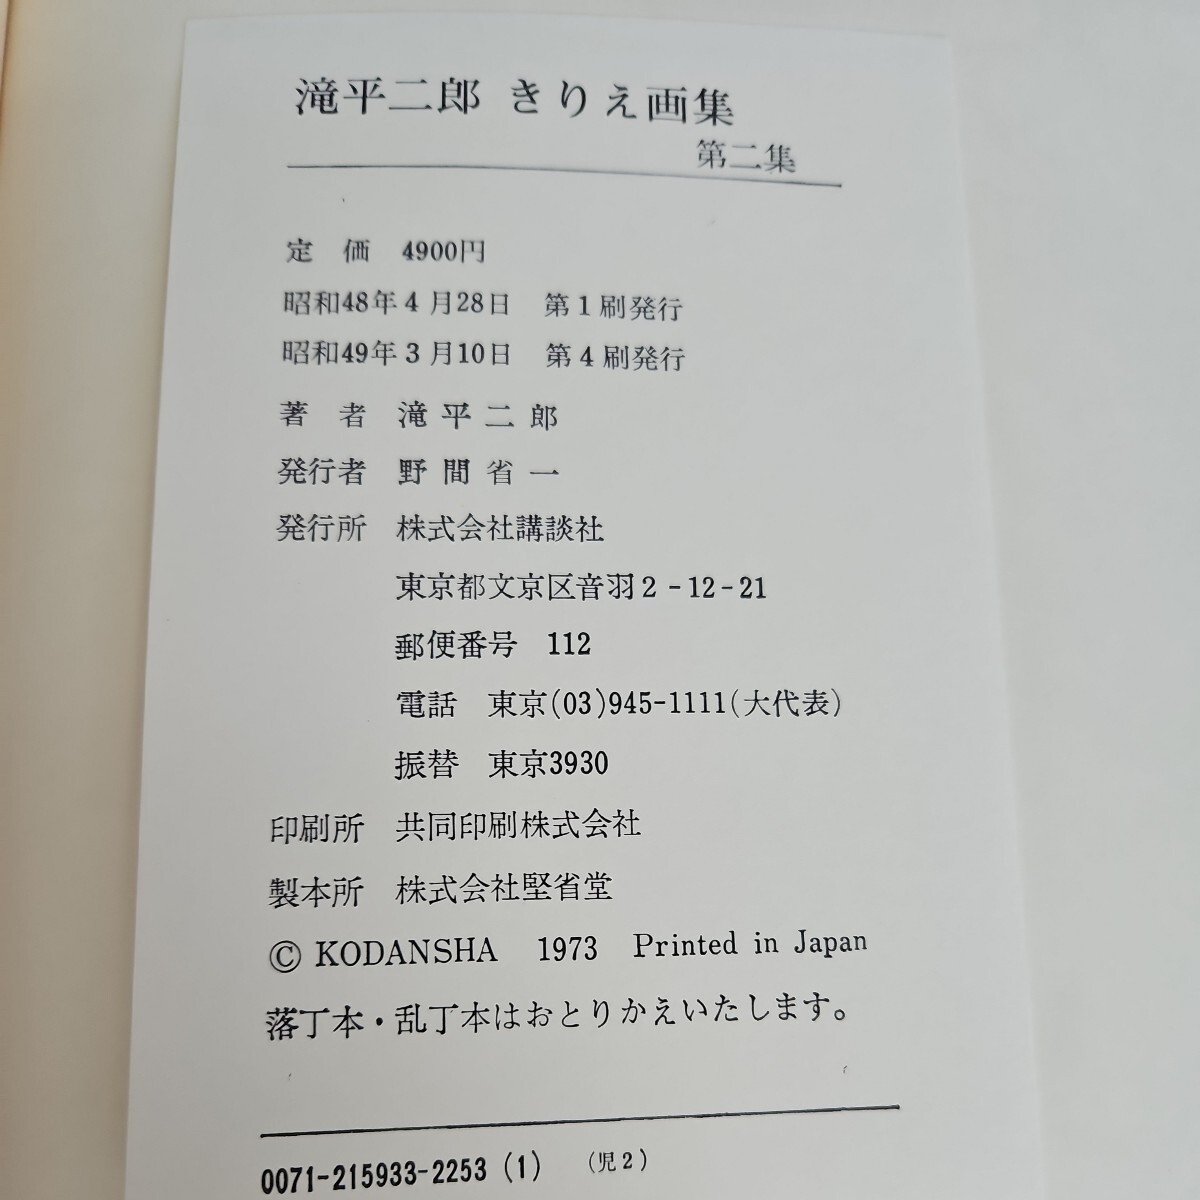 滝平二郎 きりえ画集
第二集
定価 4900円
昭和48年4月28日 第1刷発行
昭和49年3月10日 第4刷発行
著者 滝平二郎
発行者 野間省一
発行所 株式会社講談社
東京都文京区音羽2-12-21
郵便番号 112
電話 東京(03)945-1111(大代表)
振替 東京3930
印刷所 共同印刷株式会社
製本所 株式会社堅省堂
© KODANSHA 1973 Printed in Japan
落丁本・乱丁本はおとりかえいたします。
0071-215933-2253 (1) (児2)